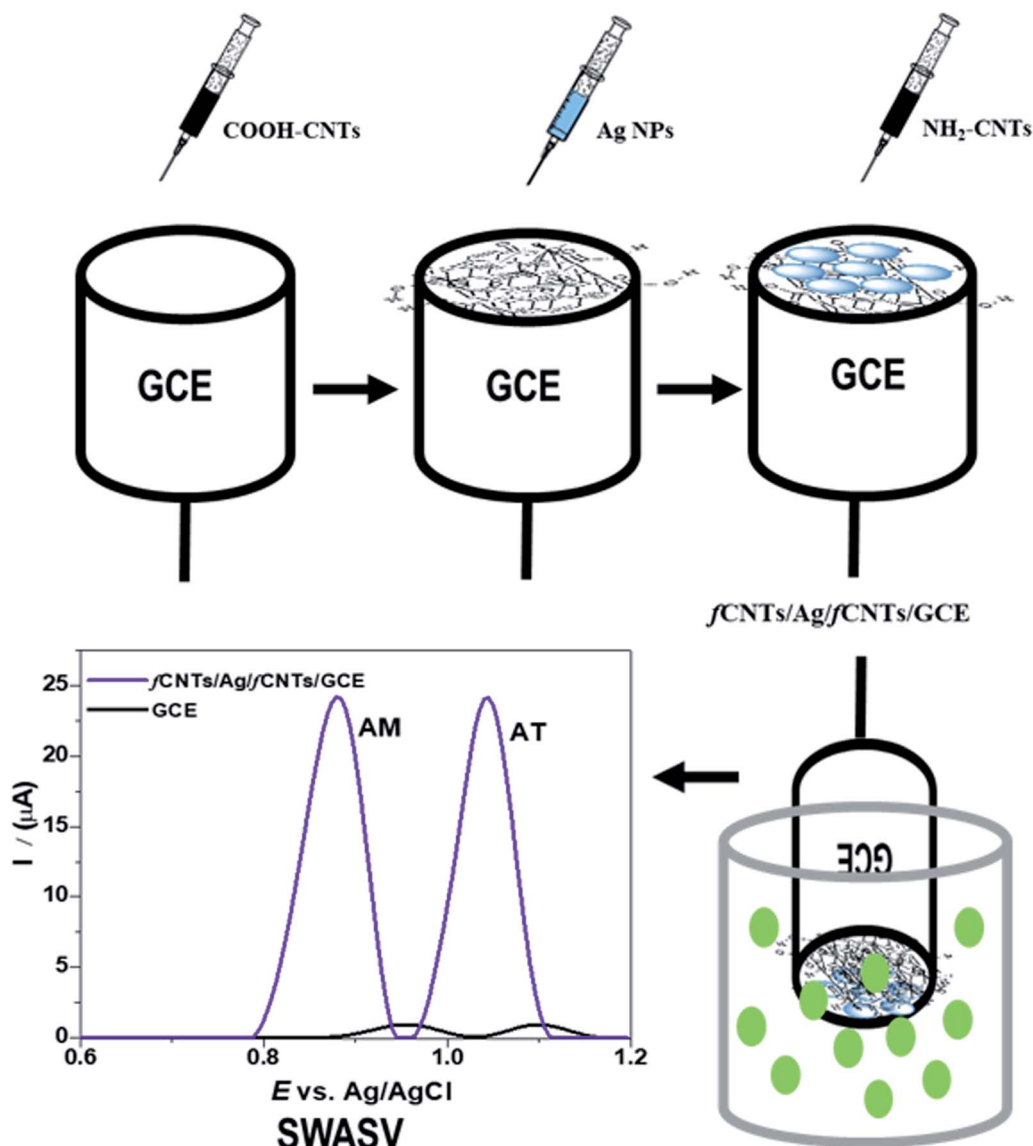 COOH-CNTs
Ag NPs
NH₂-CNTs
GCE
GCE
GCE
fCNTs/Ag/fCNTs/GCE
fCNTs/Ag/fCNTs/GCE
GCE
AM
AT
25
20
15
10
5
0
I / (μA)
0.6
0.8
1.0
1.2
E vs. Ag/AgCl
SWASV
GCE